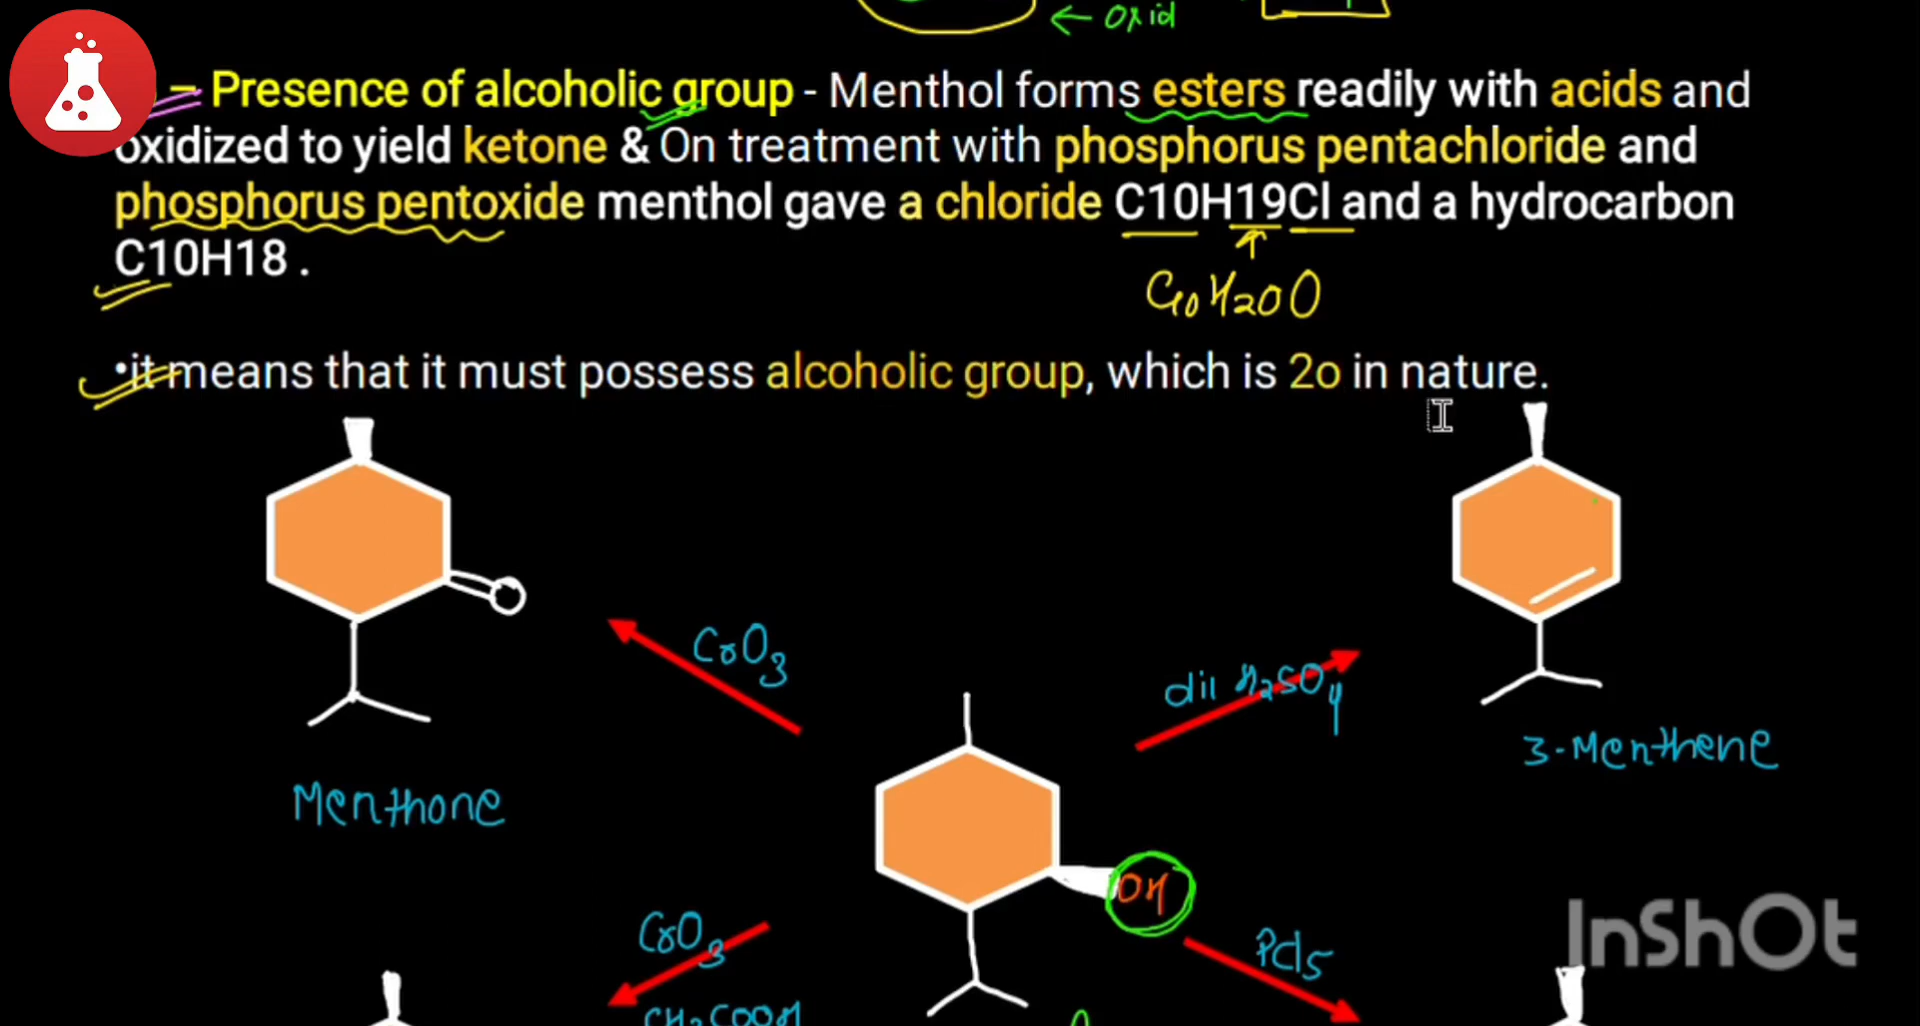 ← oxid
– Presence of alcoholic group - Menthol forms esters readily with acids and
oxidized to yield ketone & On treatment with phosphorus pentachloride and
phosphorus pentoxide menthol gave a chloride C10H19Cl and a hydrocarbon
C10H18 .
C10H20O
•it means that it must possess alcoholic group, which is 2o in nature.
CrO3
dil H2SO4
3-Menthene
Menthone
OH
CrO3
PCl5
InShOt
CH3COOH